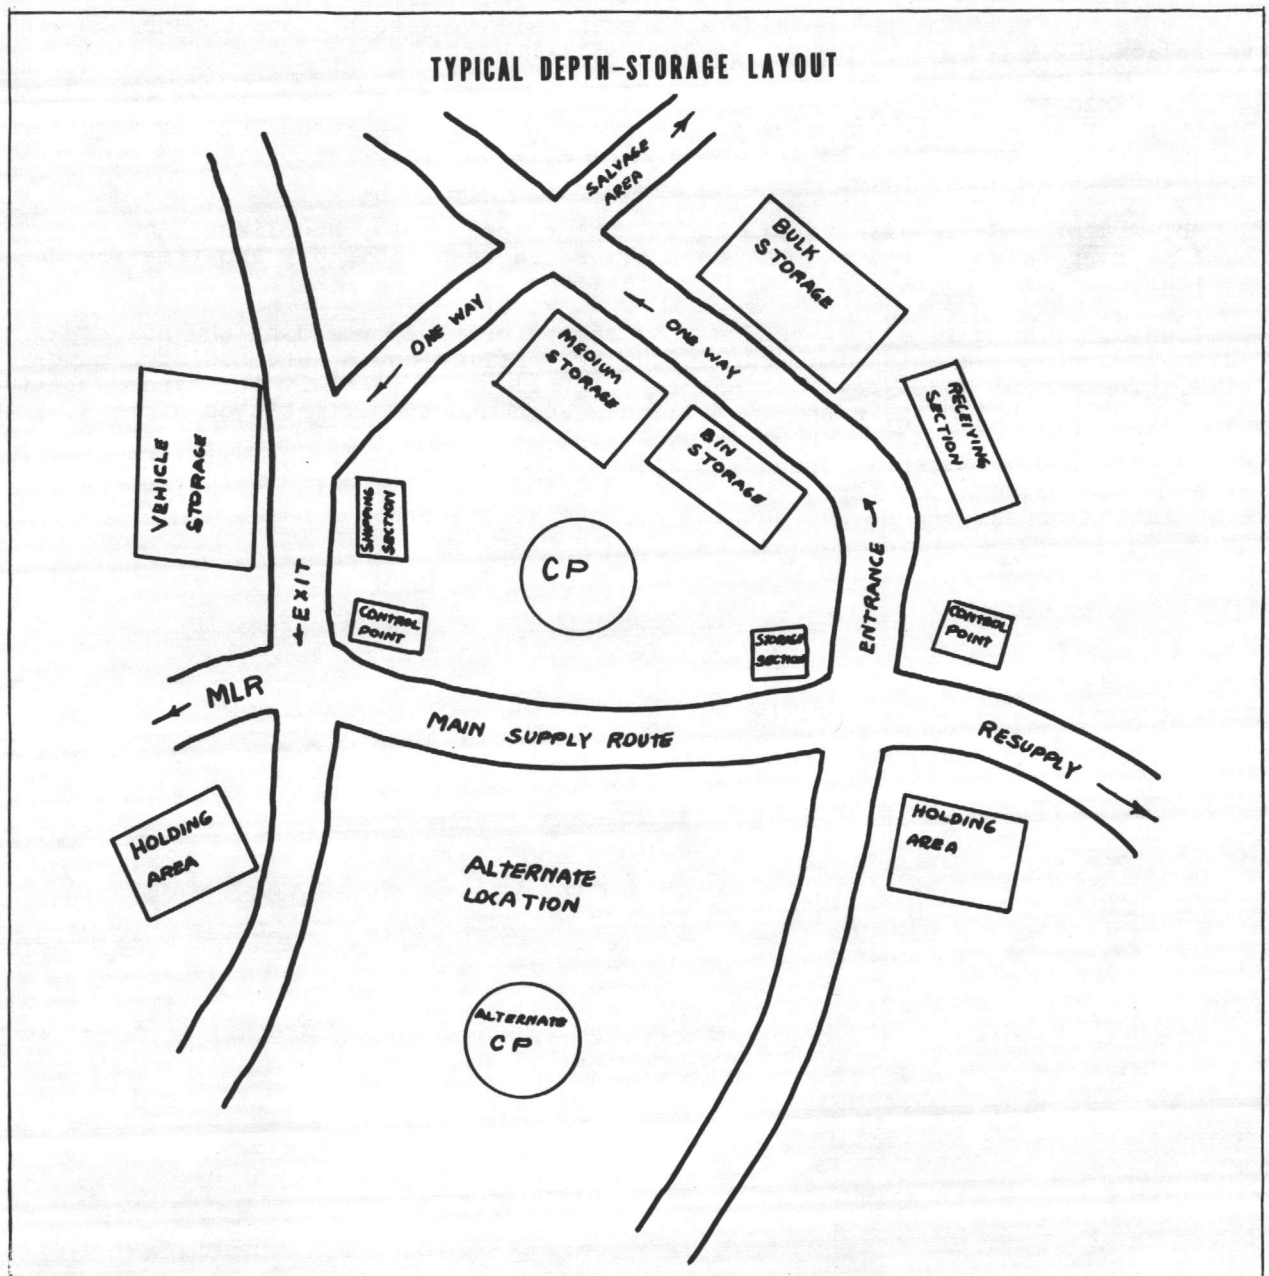 TYPICAL DEPTH-STORAGE LAYOUT
SALVAGE
AREA
BULK
STORAGE
ONE WAY
ONE WAY
MEDIUM
STORAGE
RECEIVING
SECTION
BIN
STORAGE
VEHICLE
STORAGE
SHIPPING
SECTION
CP
EXIT
ENTRANCE
CONTROL
POINT
CONTROL
POINT
STORAGE
SECTION
MLR
MAIN SUPPLY ROUTE
RESUPPLY
HOLDING
AREA
HOLDING
AREA
ALTERNATE
LOCATION
ALTERNATE
CP